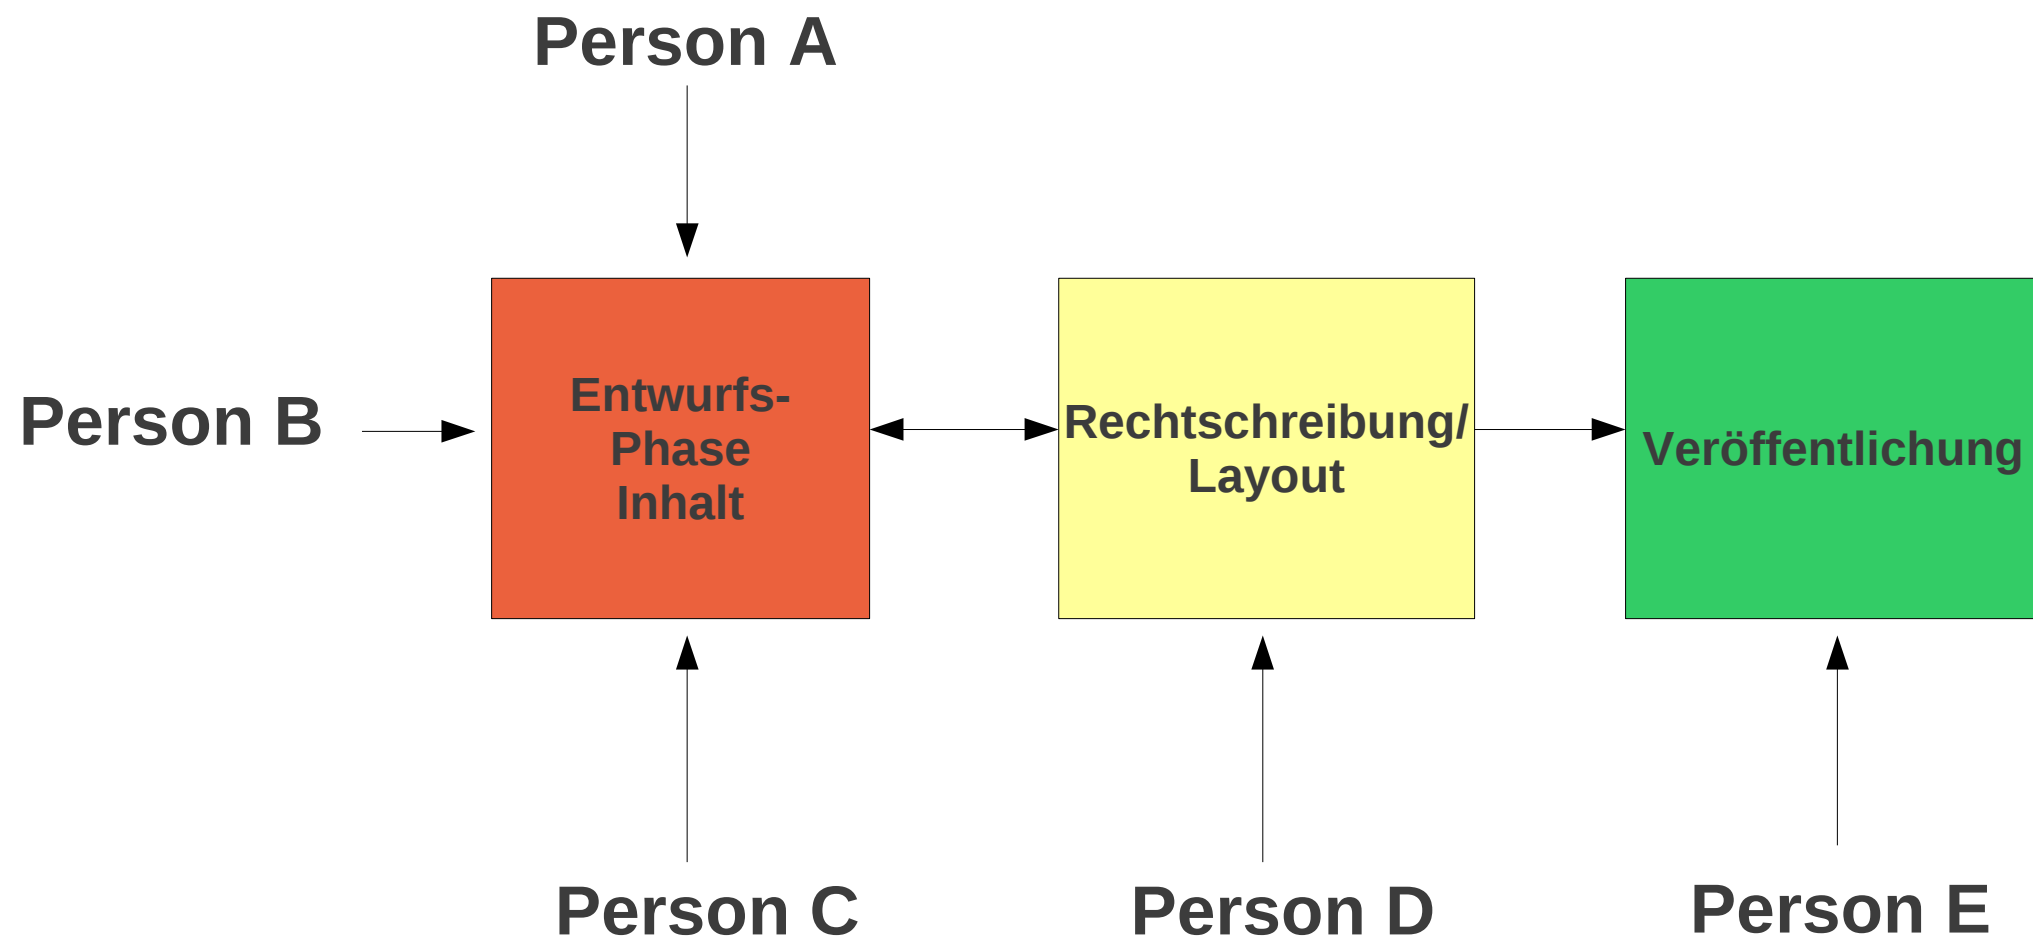 Person A
Person B
Entwurfs-
Phase
Inhalt
Rechtschreibung/
Layout
Veröffentlichung
Person C
Person D
Person E